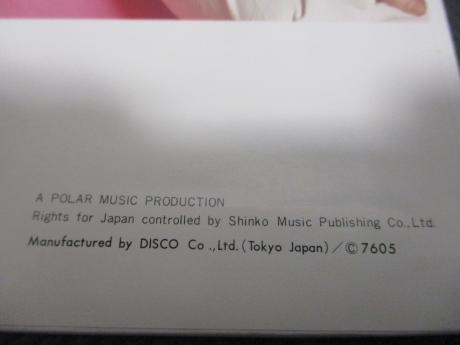 A POLAR MUSIC PRODUCTION
Rights for Japan controlled by Shinko Music Publishing Co.,Ltd.
Manufactured by DISCO Co .,Ltd. (Tokyo Japan) / © 7605